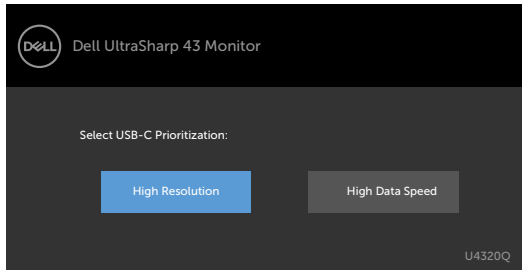 DELL Dell UltraSharp 43 Monitor
Select USB-C Prioritization:
High Resolution High Data Speed
U4320Q